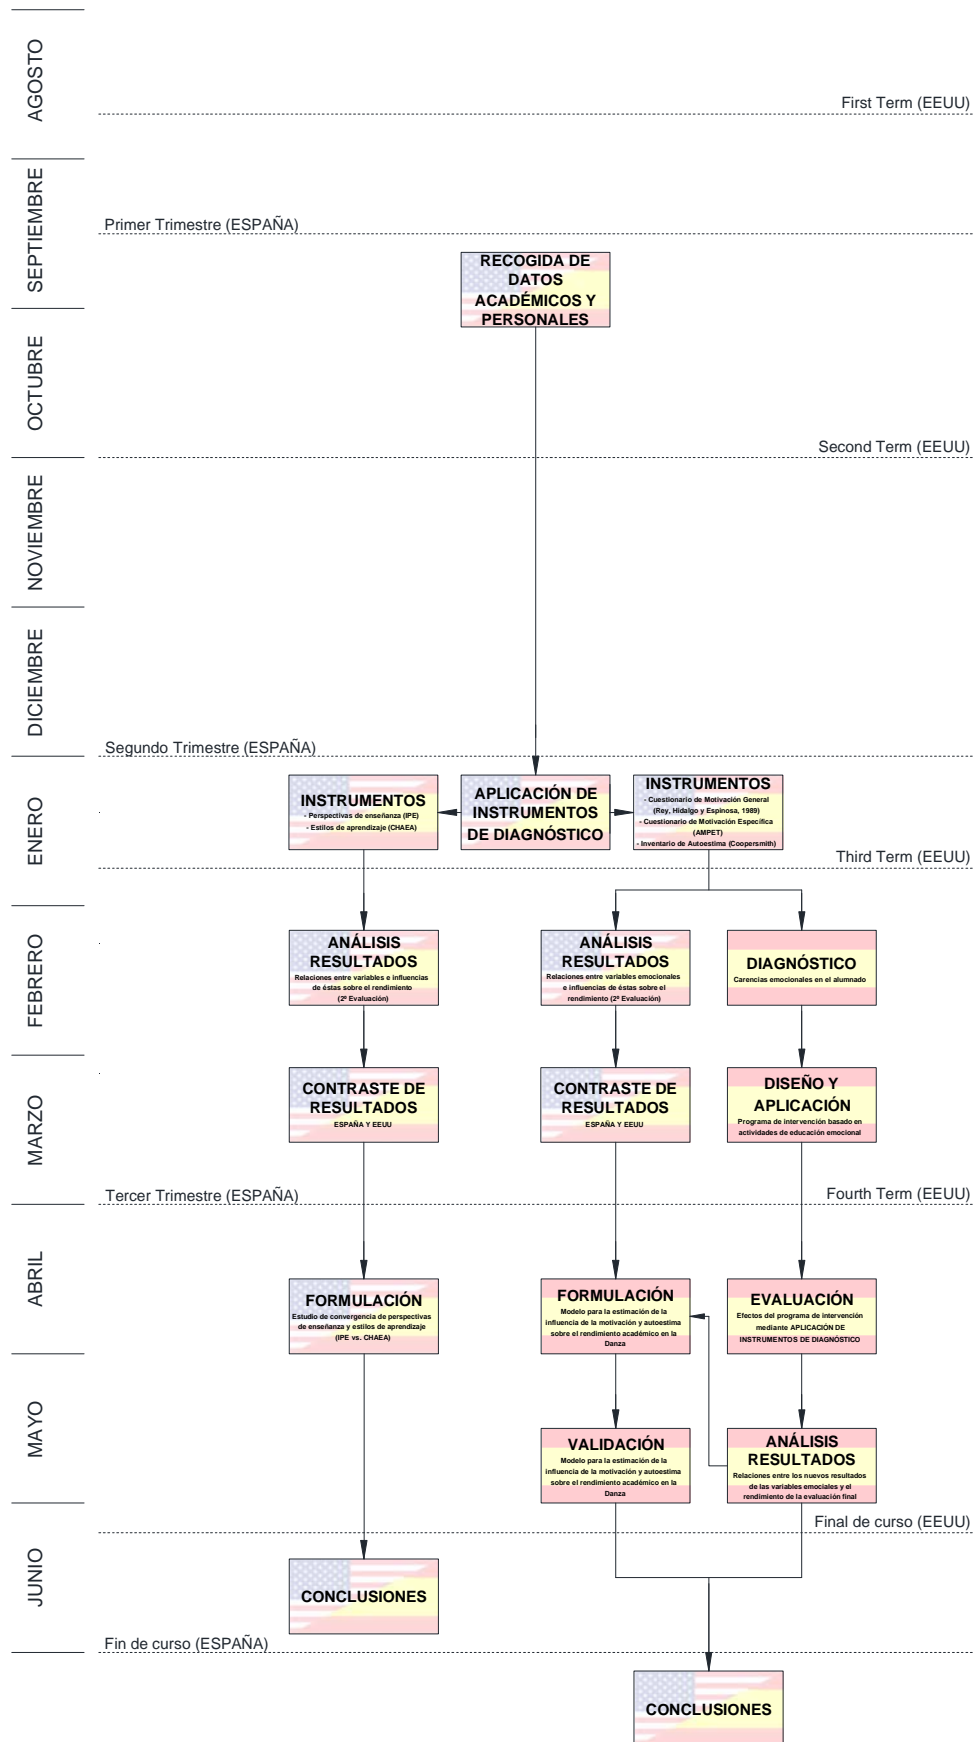 AGOSTO
First Term (EEUU)
SEPTIEMBRE
Primer Trimestre (ESPAÑA)
RECOGIDA DE
DATOS
ACADÉMICOS Y
PERSONALES
OCTUBRE
Second Term (EEUU)
NOVIEMBRE
DICIEMBRE
Segundo Trimestre (ESPAÑA)
ENERO
INSTRUMENTOS
- Perspectivas de enseñanza (IPE)
- Estilos de aprendizaje (CHAEA)
APLICACIÓN DE
INSTRUMENTOS
DE DIAGNÓSTICO
INSTRUMENTOS
- Cuestionario de Motivación General
(Rey, Hidalgo y Espinosa, 1989)
- Cuestionario de Motivación Específica
(AMPET)
- Inventario de Autoestima (Coopersmith)
Third Term (EEUU)
FEBRERO
ANÁLISIS
RESULTADOS
Relaciones entre variables e influencias
de éstas sobre el rendimiento
(2ª Evaluación)
ANÁLISIS
RESULTADOS
Relaciones entre variables emocionales
e influencias de éstas sobre el
rendimiento (2ª Evaluación)
DIAGNÓSTICO
Carencias emocionales en el alumnado
MARZO
CONTRASTE DE
RESULTADOS
ESPAÑA Y EEUU
CONTRASTE DE
RESULTADOS
ESPAÑA Y EEUU
DISEÑO Y
APLICACIÓN
Programa de intervención basado en
actividades de educación emocional
Tercer Trimestre (ESPAÑA)
Fourth Term (EEUU)
ABRIL
FORMULACIÓN
Estudio de convergencia de perspectivas
de enseñanza y estilos de aprendizaje
(IPE vs. CHAEA)
FORMULACIÓN
Modelo para la estimación de la
influencia de la motivación y autoestima
sobre el rendimiento académico en la
Danza
EVALUACIÓN
Efectos del programa de intervención
mediante APLICACIÓN DE
INSTRUMENTOS DE DIAGNÓSTICO
MAYO
VALIDACIÓN
Modelo para la estimación de la
influencia de la motivación y autoestima
sobre el rendimiento académico en la
Danza
ANÁLISIS
RESULTADOS
Relaciones entre los nuevos resultados
de las variables emociales y el
rendimiento de la evaluación final
Final de curso (EEUU)
JUNIO
CONCLUSIONES
Fin de curso (ESPAÑA)
CONCLUSIONES